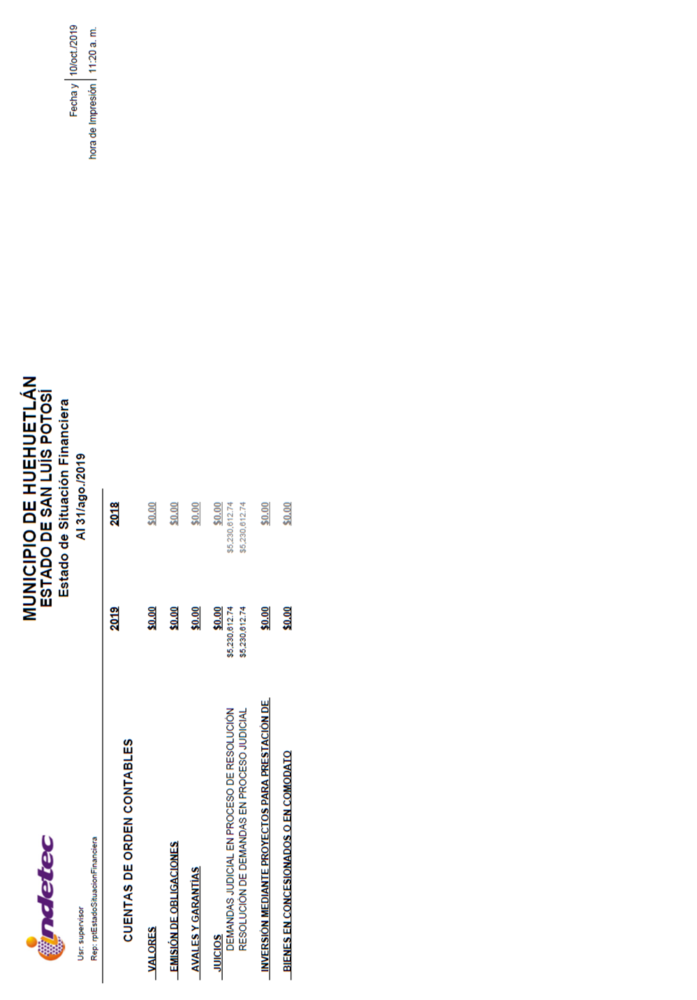 indetec
MUNICIPIO DE HUEHUETLÁN
ESTADO DE SAN LUÍS POTOSÍ
Estado de Situación Financiera
Al 31/ago./2019
Usr: supervisor
Rep: rptEstadoSituacionFinanciera
Fecha y 10/oct./2019
hora de Impresión 11:20 a. m.
2019 2018
CUENTAS DE ORDEN CONTABLES
VALORES $0.00 $0.00
EMISIÓN DE OBLIGACIONES $0.00 $0.00
AVALES Y GARANTÍAS $0.00 $0.00
JUICIOS $0.00 $0.00
DEMANDAS JUDICIAL EN PROCESO DE RESOLUCIÓN $5,230,612.74 $5,230,612.74
RESOLUCIÓN DE DEMANDAS EN PROCESO JUDICIAL $5,230,612.74 $5,230,612.74
INVERSIÓN MEDIANTE PROYECTOS PARA PRESTACIÓN DE $0.00 $0.00
BIENES EN CONCESIONADOS O EN COMODATO $0.00 $0.00